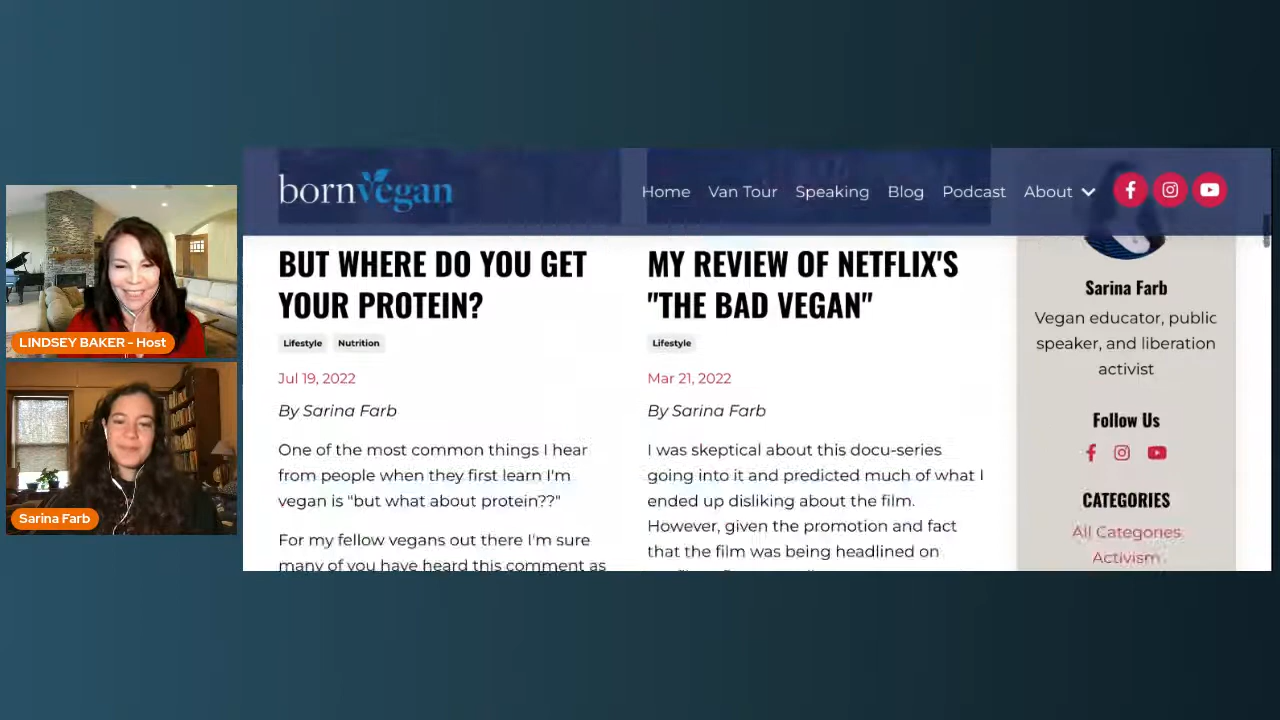 bornvegan
Home
Van Tour
Speaking
Blog
Podcast
About
LINDSEY BAKER - Host
Sarina Farb
BUT WHERE DO YOU GET
YOUR PROTEIN?
Lifestyle
Nutrition
Jul 19, 2022
By Sarina Farb
One of the most common things I hear
from people when they first learn I'm
vegan is "but what about protein??"
For my fellow vegans out there I'm sure
many of you have heard this comment as
MY REVIEW OF NETFLIX'S
"THE BAD VEGAN"
Lifestyle
Mar 21, 2022
By Sarina Farb
I was skeptical about this docu-series
going into it and predicted much of what I
ended up disliking about the film.
However, given the promotion and fact
that the film was being headlined on
Sarina Farb
Vegan educator, public
speaker, and liberation
activist
Follow Us
CATEGORIES
All Categories
Activism